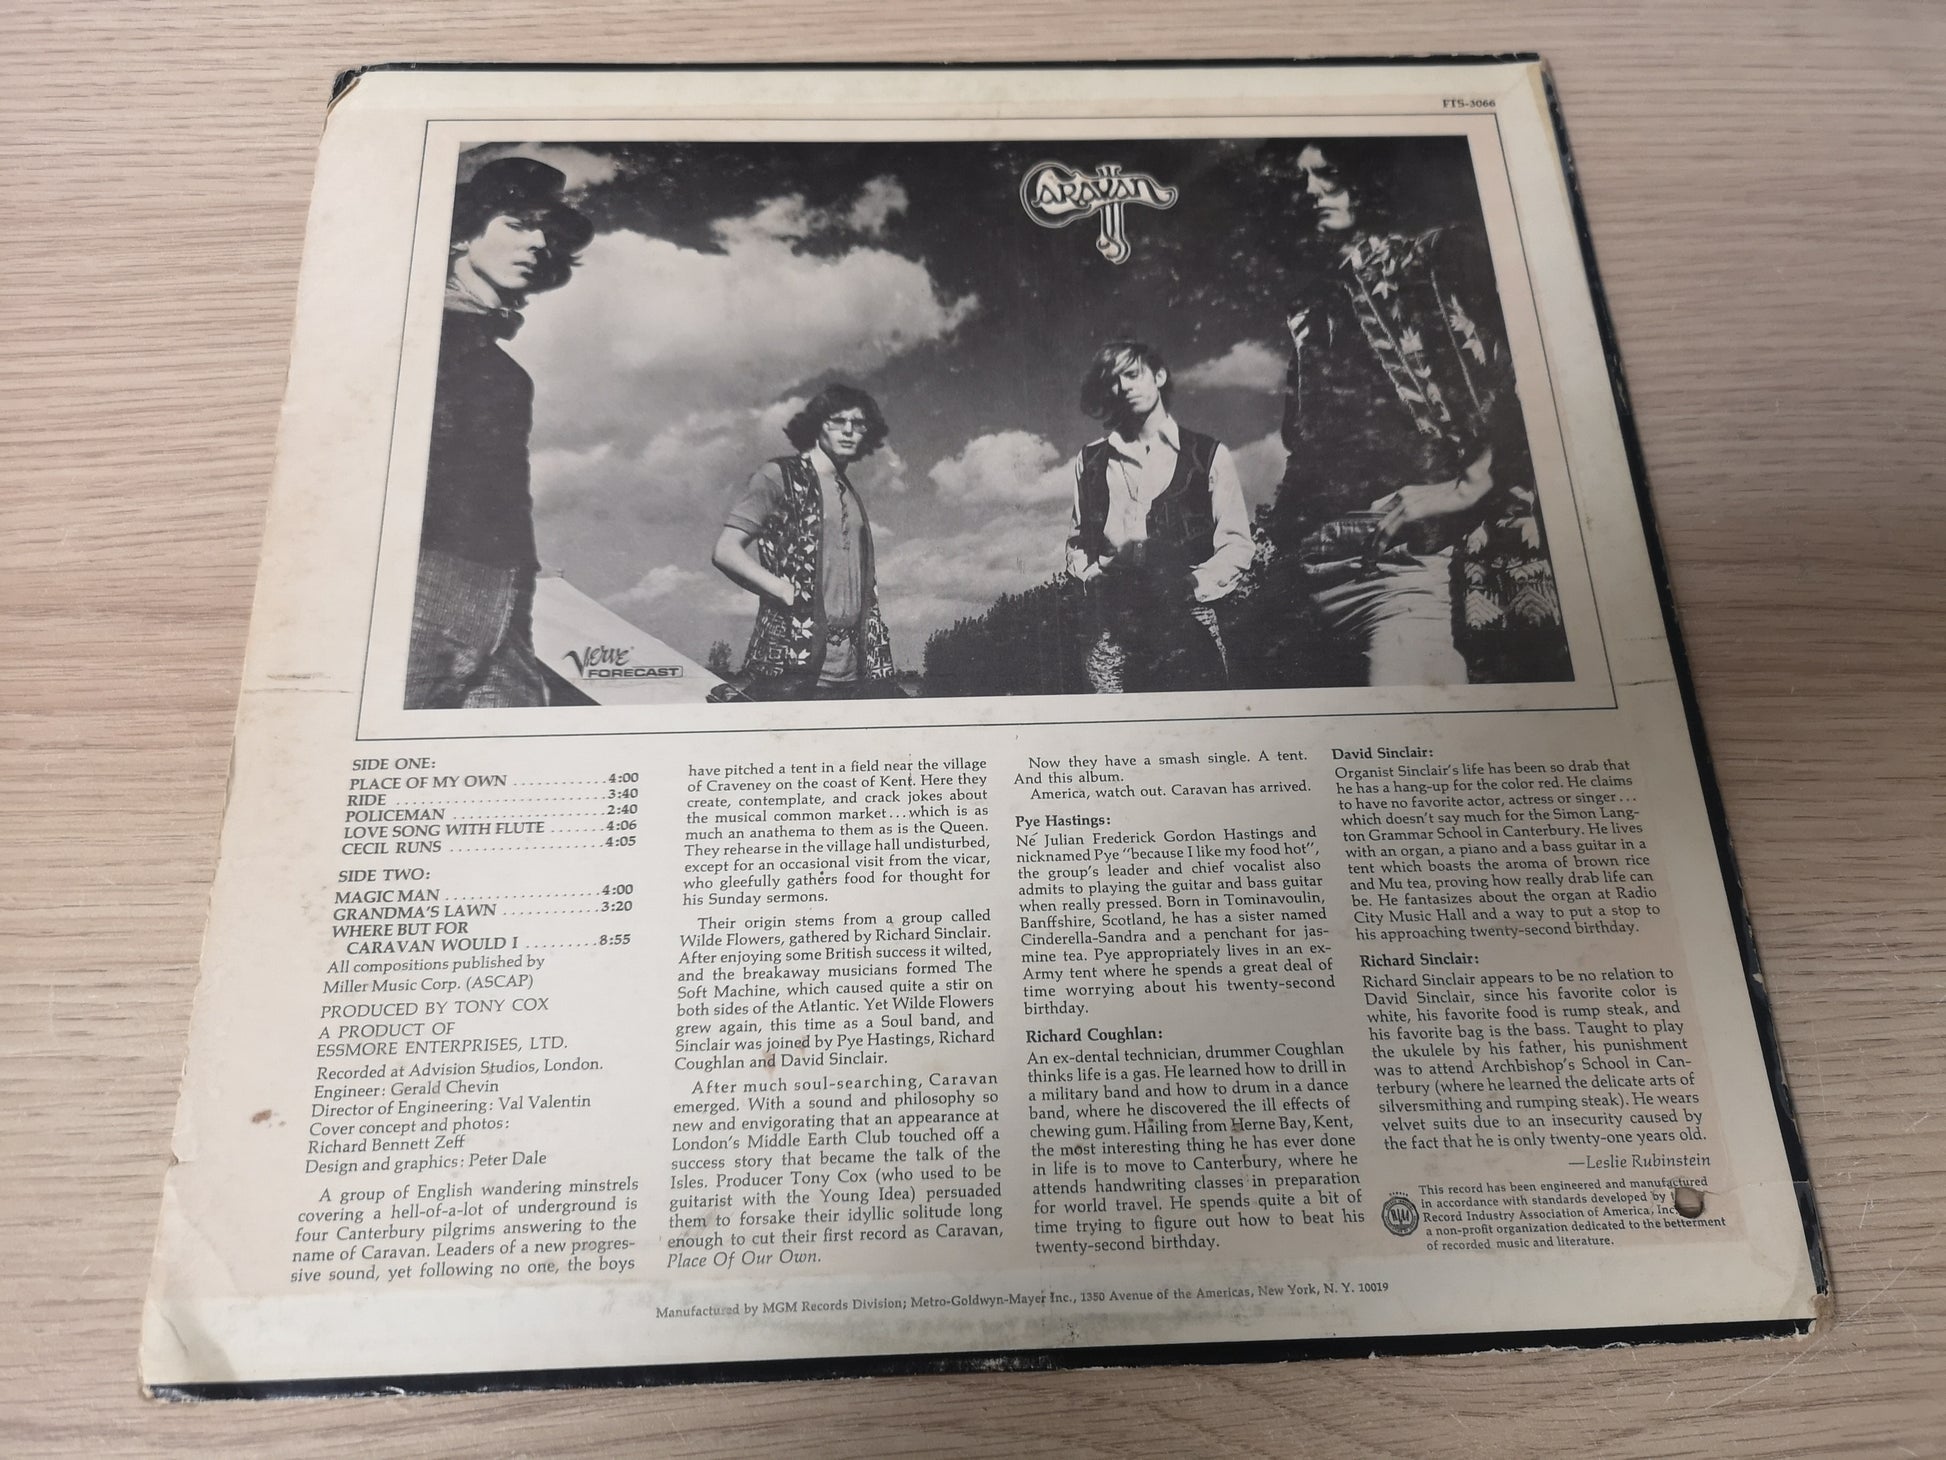 FTS-3066
Caravan
Verve
FORECAST
SIDE ONE:
PLACE OF MY OWN ...........4:00
RIDE .......................3:40
POLICEMAN .................2:40
LOVE SONG WITH FLUTE .......4:06
CECIL RUNS .................4:05
SIDE TWO:
MAGIC MAN .................4:00
GRANDMA'S LAWN ...........3:20
WHERE BUT FOR
CARAVAN WOULD I .........8:55
All compositions published by
Miller Music Corp. (ASCAP)
PRODUCED BY TONY COX
A PRODUCT OF
ESSMORE ENTERPRISES, LTD.
Recorded at Advision Studios, London.
Engineer: Gerald Chevin
Director of Engineering: Val Valentin
Cover concept and photos:
Richard Bennett Zeff
Design and graphics: Peter Dale
A group of English wandering minstrels
covering a hell-of-a-lot of underground is
four Canterbury pilgrims answering to the
name of Caravan. Leaders of a new progres-
sive sound, yet following no one, the boys
have pitched a tent in a field near the village
of Craveney on the coast of Kent. Here they
create, contemplate, and crack jokes about
the musical common market...which is as
much an anathema to them as is the Queen.
They rehearse in the village hall undisturbed,
except for an occasional visit from the vicar,
who gleefully gathers food for thought for
his Sunday sermons.
Their origin stems from a group called
Wilde Flowers, gathered by Richard Sinclair.
After enjoying some British success it wilted,
and the breakaway musicians formed The
Soft Machine, which caused quite a stir on
both sides of the Atlantic. Yet Wilde Flowers
grew again, this time as a Soul band, and
Sinclair was joined by Pye Hastings, Richard
Coughlan and David Sinclair.
After much soul-searching, Caravan
emerged. With a sound and philosophy so
new and envigorating that an appearance at
London's Middle Earth Club touched off a
success story that became the talk of the
Isles. Producer Tony Cox (who used to be
guitarist with the Young Idea) persuaded
them to forsake their idyllic solitude long
enough to cut their first record as Caravan,
Place Of Our Own.
Now they have a smash single. A tent.
And this album.
America, watch out. Caravan has arrived.
Pye Hastings:
Né Julian Frederick Gordon Hastings and
nicknamed Pye "because I like my food hot",
the group's leader and chief vocalist also
admits to playing the guitar and bass guitar
when really pressed. Born in Tominavoulin,
Banffshire, Scotland, he has a sister named
Cinderella-Sandra and a penchant for jas-
mine tea. Pye appropriately lives in an ex-
Army tent where he spends a great deal of
time worrying about his twenty-second
birthday.
Richard Coughlan:
An ex-dental technician, drummer Coughlan
thinks life is a gas. He learned how to drill in
a military band and how to drum in a dance
band, where he discovered the ill effects of
chewing gum. Hailing from Herne Bay, Kent,
the most interesting thing he has ever done
in life is to move to Canterbury, where he
attends handwriting classes in preparation
for world travel. He spends quite a bit of
time trying to figure out how to beat his
twenty-second birthday.
David Sinclair:
Organist Sinclair's life has been so drab that
he has a hang-up for the color red. He claims
to have no favorite actor, actress or singer...
which doesn't say much for the Simon Lang-
ton Grammar School in Canterbury. He lives
with an organ, a piano and a bass guitar in a
tent which boasts the aroma of brown rice
and Mu tea, proving how really drab life can
be. He fantasizes about the organ at Radio
City Music Hall and a way to put a stop to
his approaching twenty-second birthday.
Richard Sinclair:
Richard Sinclair appears to be no relation to
David Sinclair, since his favorite color is
white, his favorite food is rump steak, and
his favorite bag is the bass. Taught to play
the ukulele by his father, his punishment
was to attend Archbishop's School in Can-
terbury (where he learned the delicate arts of
silversmithing and rumping steak). He wears
velvet suits due to an insecurity caused by
the fact that he is only twenty-one years old.
—Leslie Rubinstein
This record has been engineered and manufactured
in accordance with standards developed by
Record Industry Association of America, Inc
a non-profit organization dedicated to the betterment
of recorded music and literature.
Manufactured by MGM Records Division; Metro-Goldwyn-Mayer Inc., 1350 Avenue of the Americas, New York, N. Y. 10019